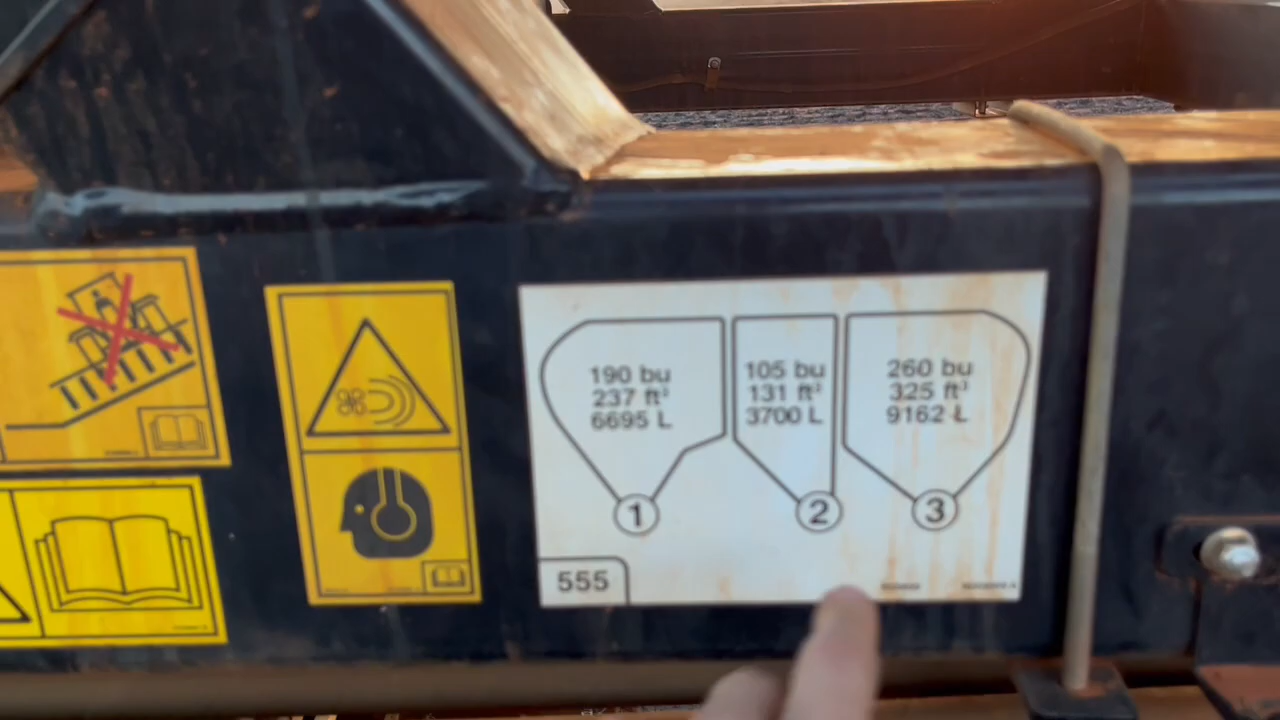 190 bu
237 ft³
6695 L
105 bu
131 ft³
3700 L
260 bu
325 ft³
9162 L
1
2
3
555